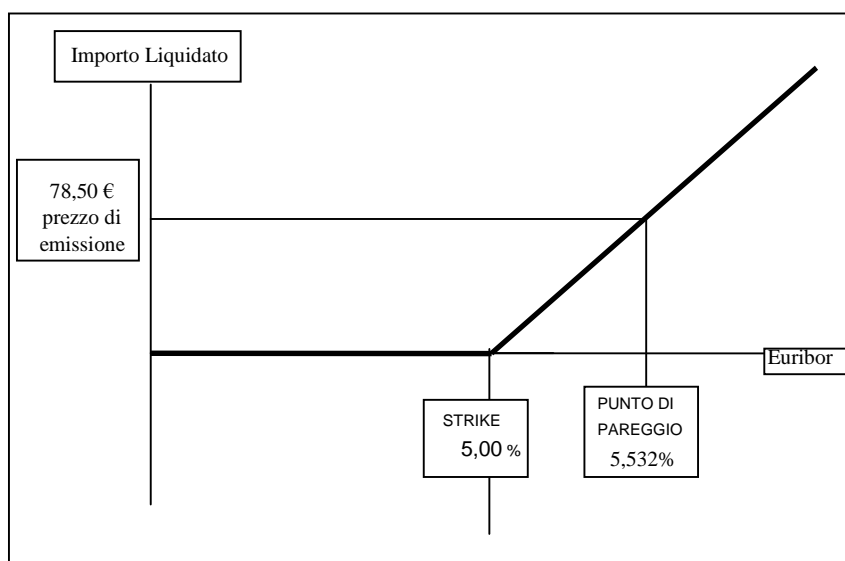 Importo Liquidato
78,50 €
prezzo di
emissione
Euribor
STRIKE
5,00 %
PUNTO DI
PAREGGIO
5,532%